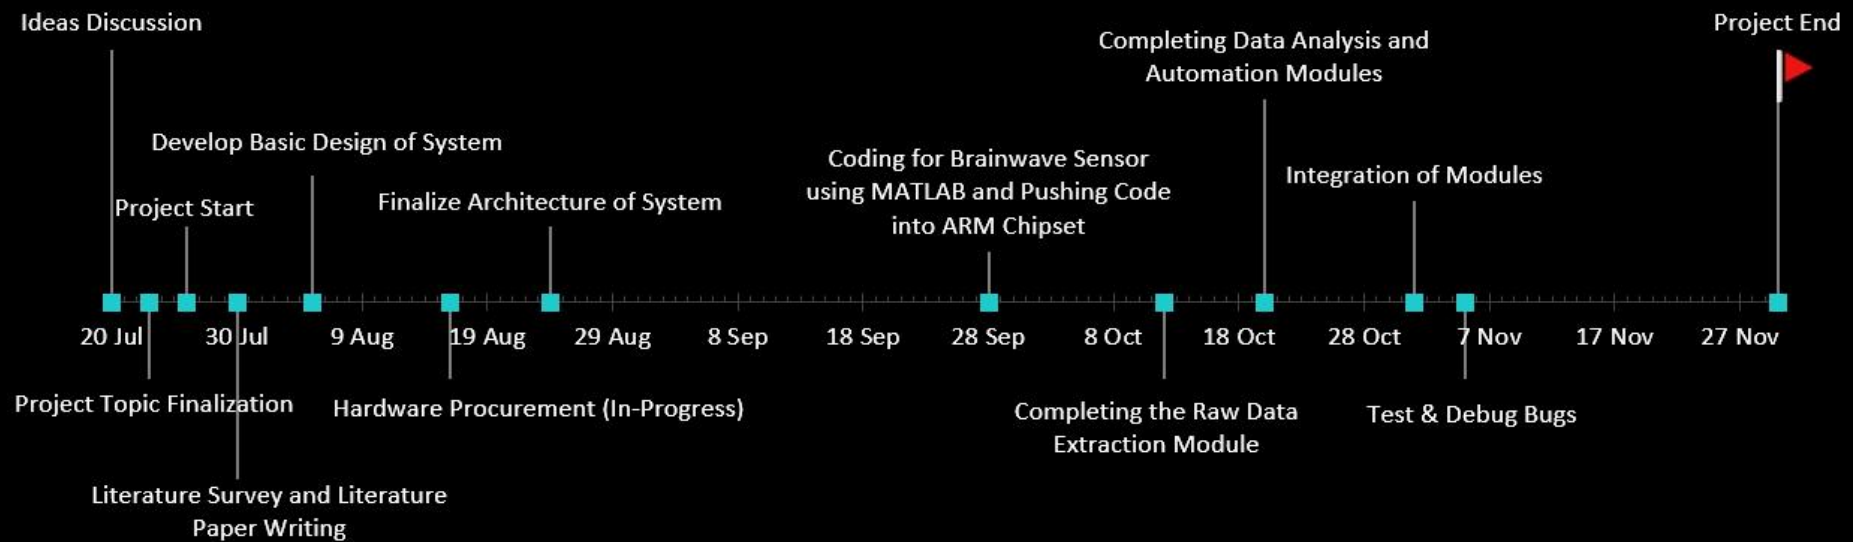 Ideas Discussion
Project End
Completing Data Analysis and
Automation Modules
Develop Basic Design of System
Coding for Brainwave Sensor
using MATLAB and Pushing Code
into ARM Chipset
Integration of Modules
Project Start
Finalize Architecture of System
20 Jul 30 Jul 9 Aug 19 Aug 29 Aug 8 Sep 18 Sep 28 Sep 8 Oct 18 Oct 28 Oct 7 Nov 17 Nov 27 Nov
Project Topic Finalization
Hardware Procurement (In-Progress)
Completing the Raw Data
Extraction Module
Test & Debug Bugs
Literature Survey and Literature
Paper Writing